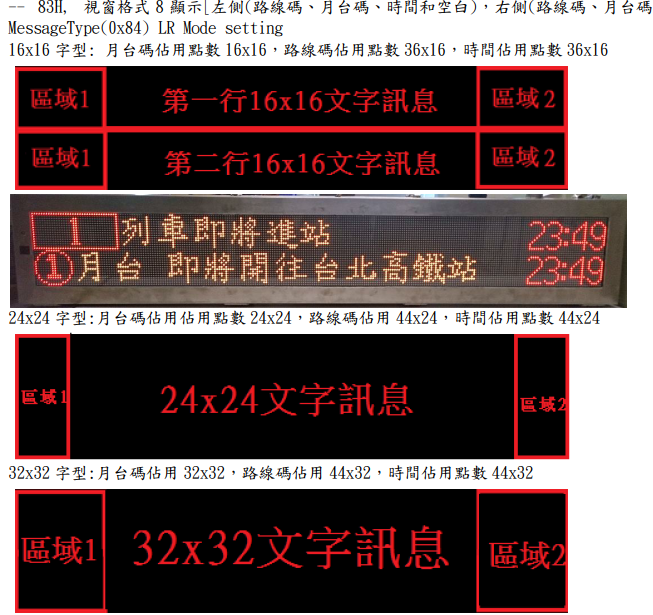 -- 83H, 視窗格式 8 顯示[左側(路線碼、月台碼、時間和空白)，右側(路線碼、月台碼
MessageType(0x84) LR Mode setting
16x16 字型: 月台碼佔用點數 16x16，路線碼佔用點數 36x16，時間佔用點數 36x16
區域1 第一行16x16文字訊息 區域2
區域1 第二行16x16文字訊息 區域2
1 列車即將進站 23:49
①月台 即將開往台北高鐵站 23:49
24x24 字型:月台碼佔用佔用點數 24x24，路線碼佔用 44x24，時間佔用點數 44x24
區域1 24x24文字訊息 區域2
32x32 字型:月台碼佔用 32x32，路線碼佔用 44x32，時間佔用點數 44x32
區域1 32x32文字訊息 區域2